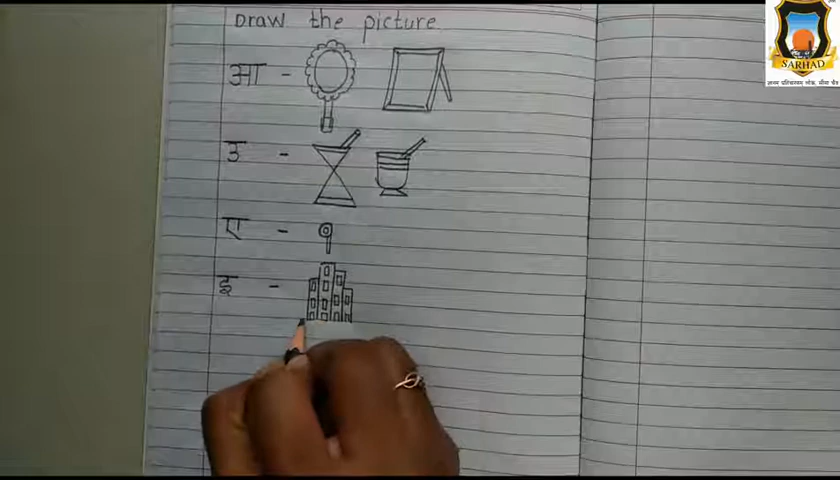 Draw the picture
आ -
उ -
ए - १
इ -
SARHAD